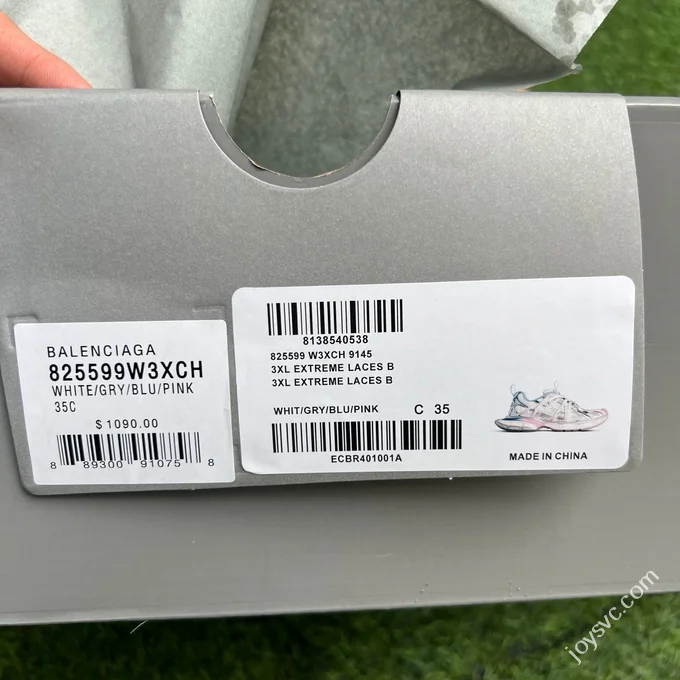 BALENCIAGA
825599W3XCH
WHITE/GRY/BLU/PINK
35C
$ 1090.00
8 89300 91075 8
8138540538
825599 W3XCH 9145
3XL EXTREME LACES B
3XL EXTREME LACES B
WHIT/GRY/BLU/PINK C 35
ECBR401001A
MADE IN CHINA
joysvc.com